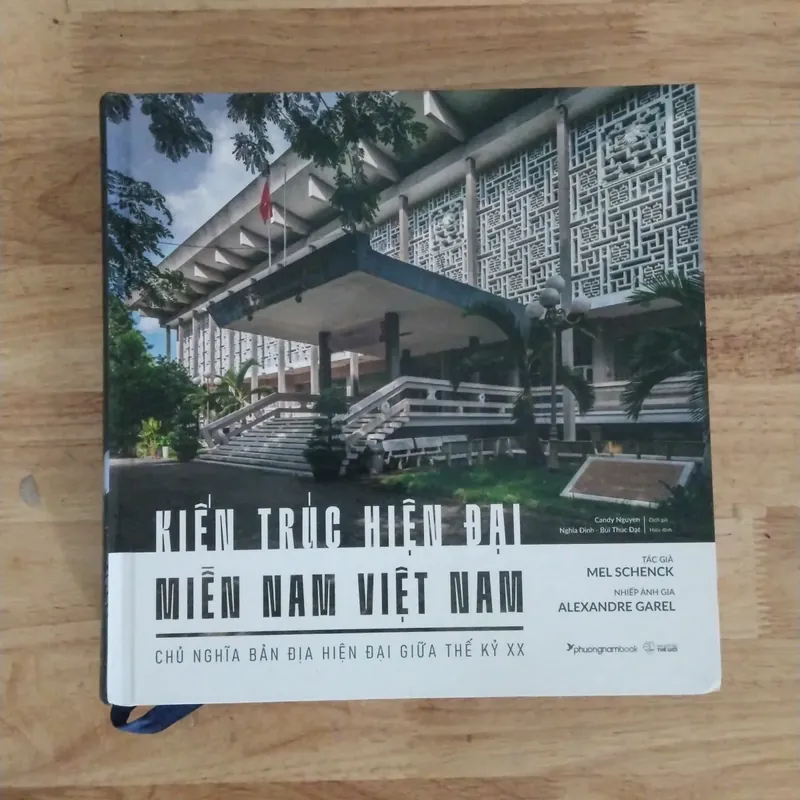 KIẾN TRÚC HIỆN ĐẠI
MIỀN NAM VIỆT NAM
CHỦ NGHĨA BẢN ĐỊA HIỆN ĐẠI GIỮA THẾ KỶ XX
Candy Nguyen | Dịch giả
Nghĩa Đinh - Bùi Thúc Đạt | Hiệu đính
TÁC GIẢ
MEL SCHENCK
NHIẾP ẢNH GIA
ALEXANDRE GAREL
phuongnambook
THẾ GIỚI